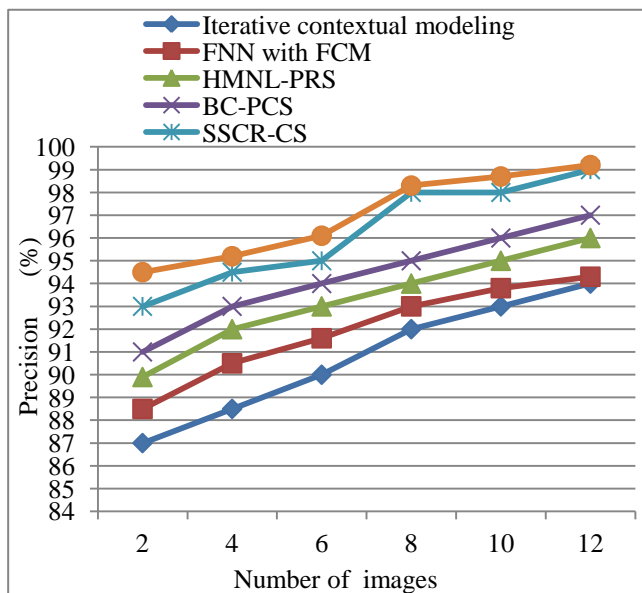 Iterative contextual modeling
FNN with FCM
HMNL-PRS
BC-PCS
SSCR-CS
100
99
98
97
96
95
94
93
92
91
90
89
88
87
86
85
84
Precision (%)
2 4 6 8 10 12
Number of images